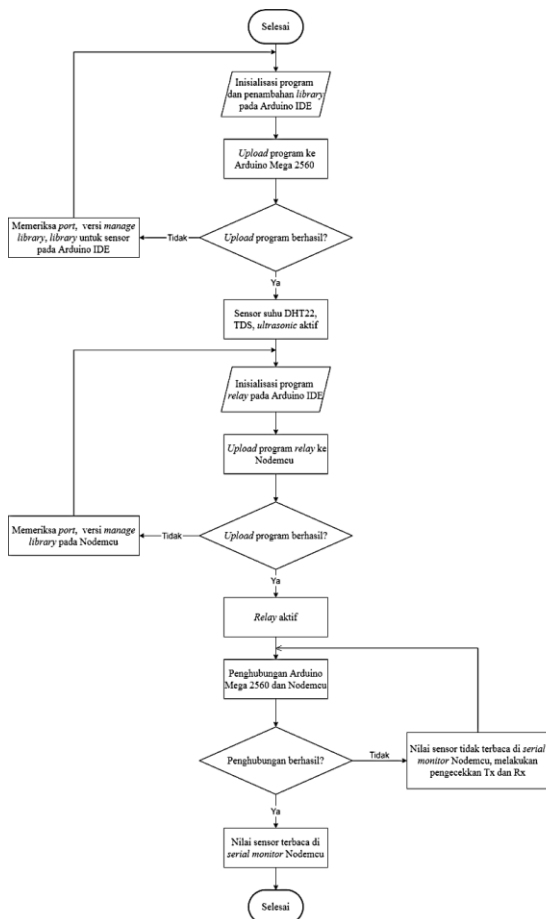 Selesai
Inisialisasi program
dan penambahan library
pada Arduino IDE
Upload program ke
Arduino Mega 2560
Memeriksa port, versi manage
library, library untuk sensor
pada Arduino IDE
Tidak
Upload program berhasil?
Ya
Sensor suhu DHT22,
TDS, ultrasonic aktif
Inisialisasi program
relay pada Arduino IDE
Upload program relay ke
Nodemcu
Memeriksa port, versi manage
library pada Nodemcu
Tidak
Upload program berhasil?
Ya
Relay aktif
Penghubungan Arduino
Mega 2560 dan Nodemcu
Penghubungan berhasil?
Tidak
Nilai sensor tidak terbaca di serial
monitor Nodemcu, melakukan
pengecekkan Tx dan Rx
Ya
Nilai sensor terbaca di
serial monitor Nodemcu
Selesai